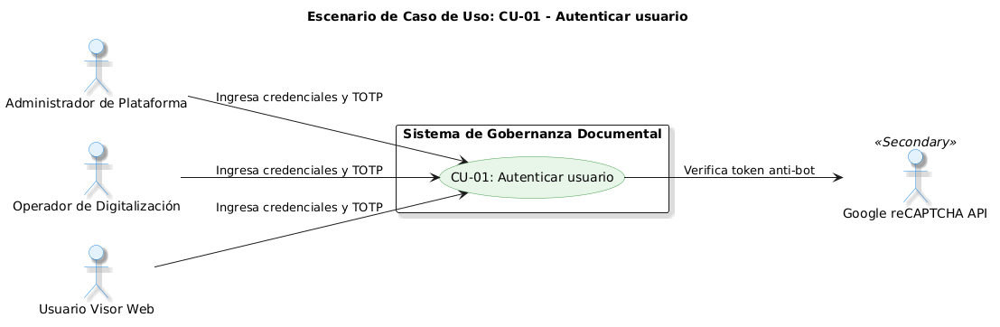 Escenario de Caso de Uso: CU-01 - Autenticar usuario
Administrador de Plataforma
Ingresa credenciales y TOTP
Operador de Digitalización
Ingresa credenciales y TOTP
Usuario Visor Web
Ingresa credenciales y TOTP
Sistema de Gobernanza Documental
CU-01: Autenticar usuario
Verifica token anti-bot
«Secondary»
Google reCAPTCHA API